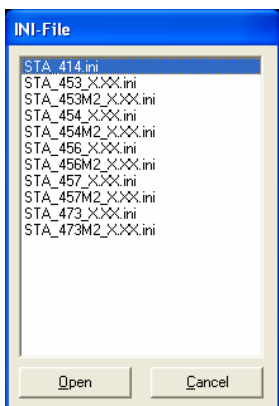 INI-File
STA_414.ini
STA_453_X.XX.ini
STA_453M2_X.XX.ini
STA_454_X.XX.ini
STA_454M2_X.XX.ini
STA_456_X.XX.ini
STA_456M2_X.XX.ini
STA_457_X.XX.ini
STA_457M2_X.XX.ini
STA_473_X.XX.ini
STA_473M2_X.XX.ini
Open Cancel